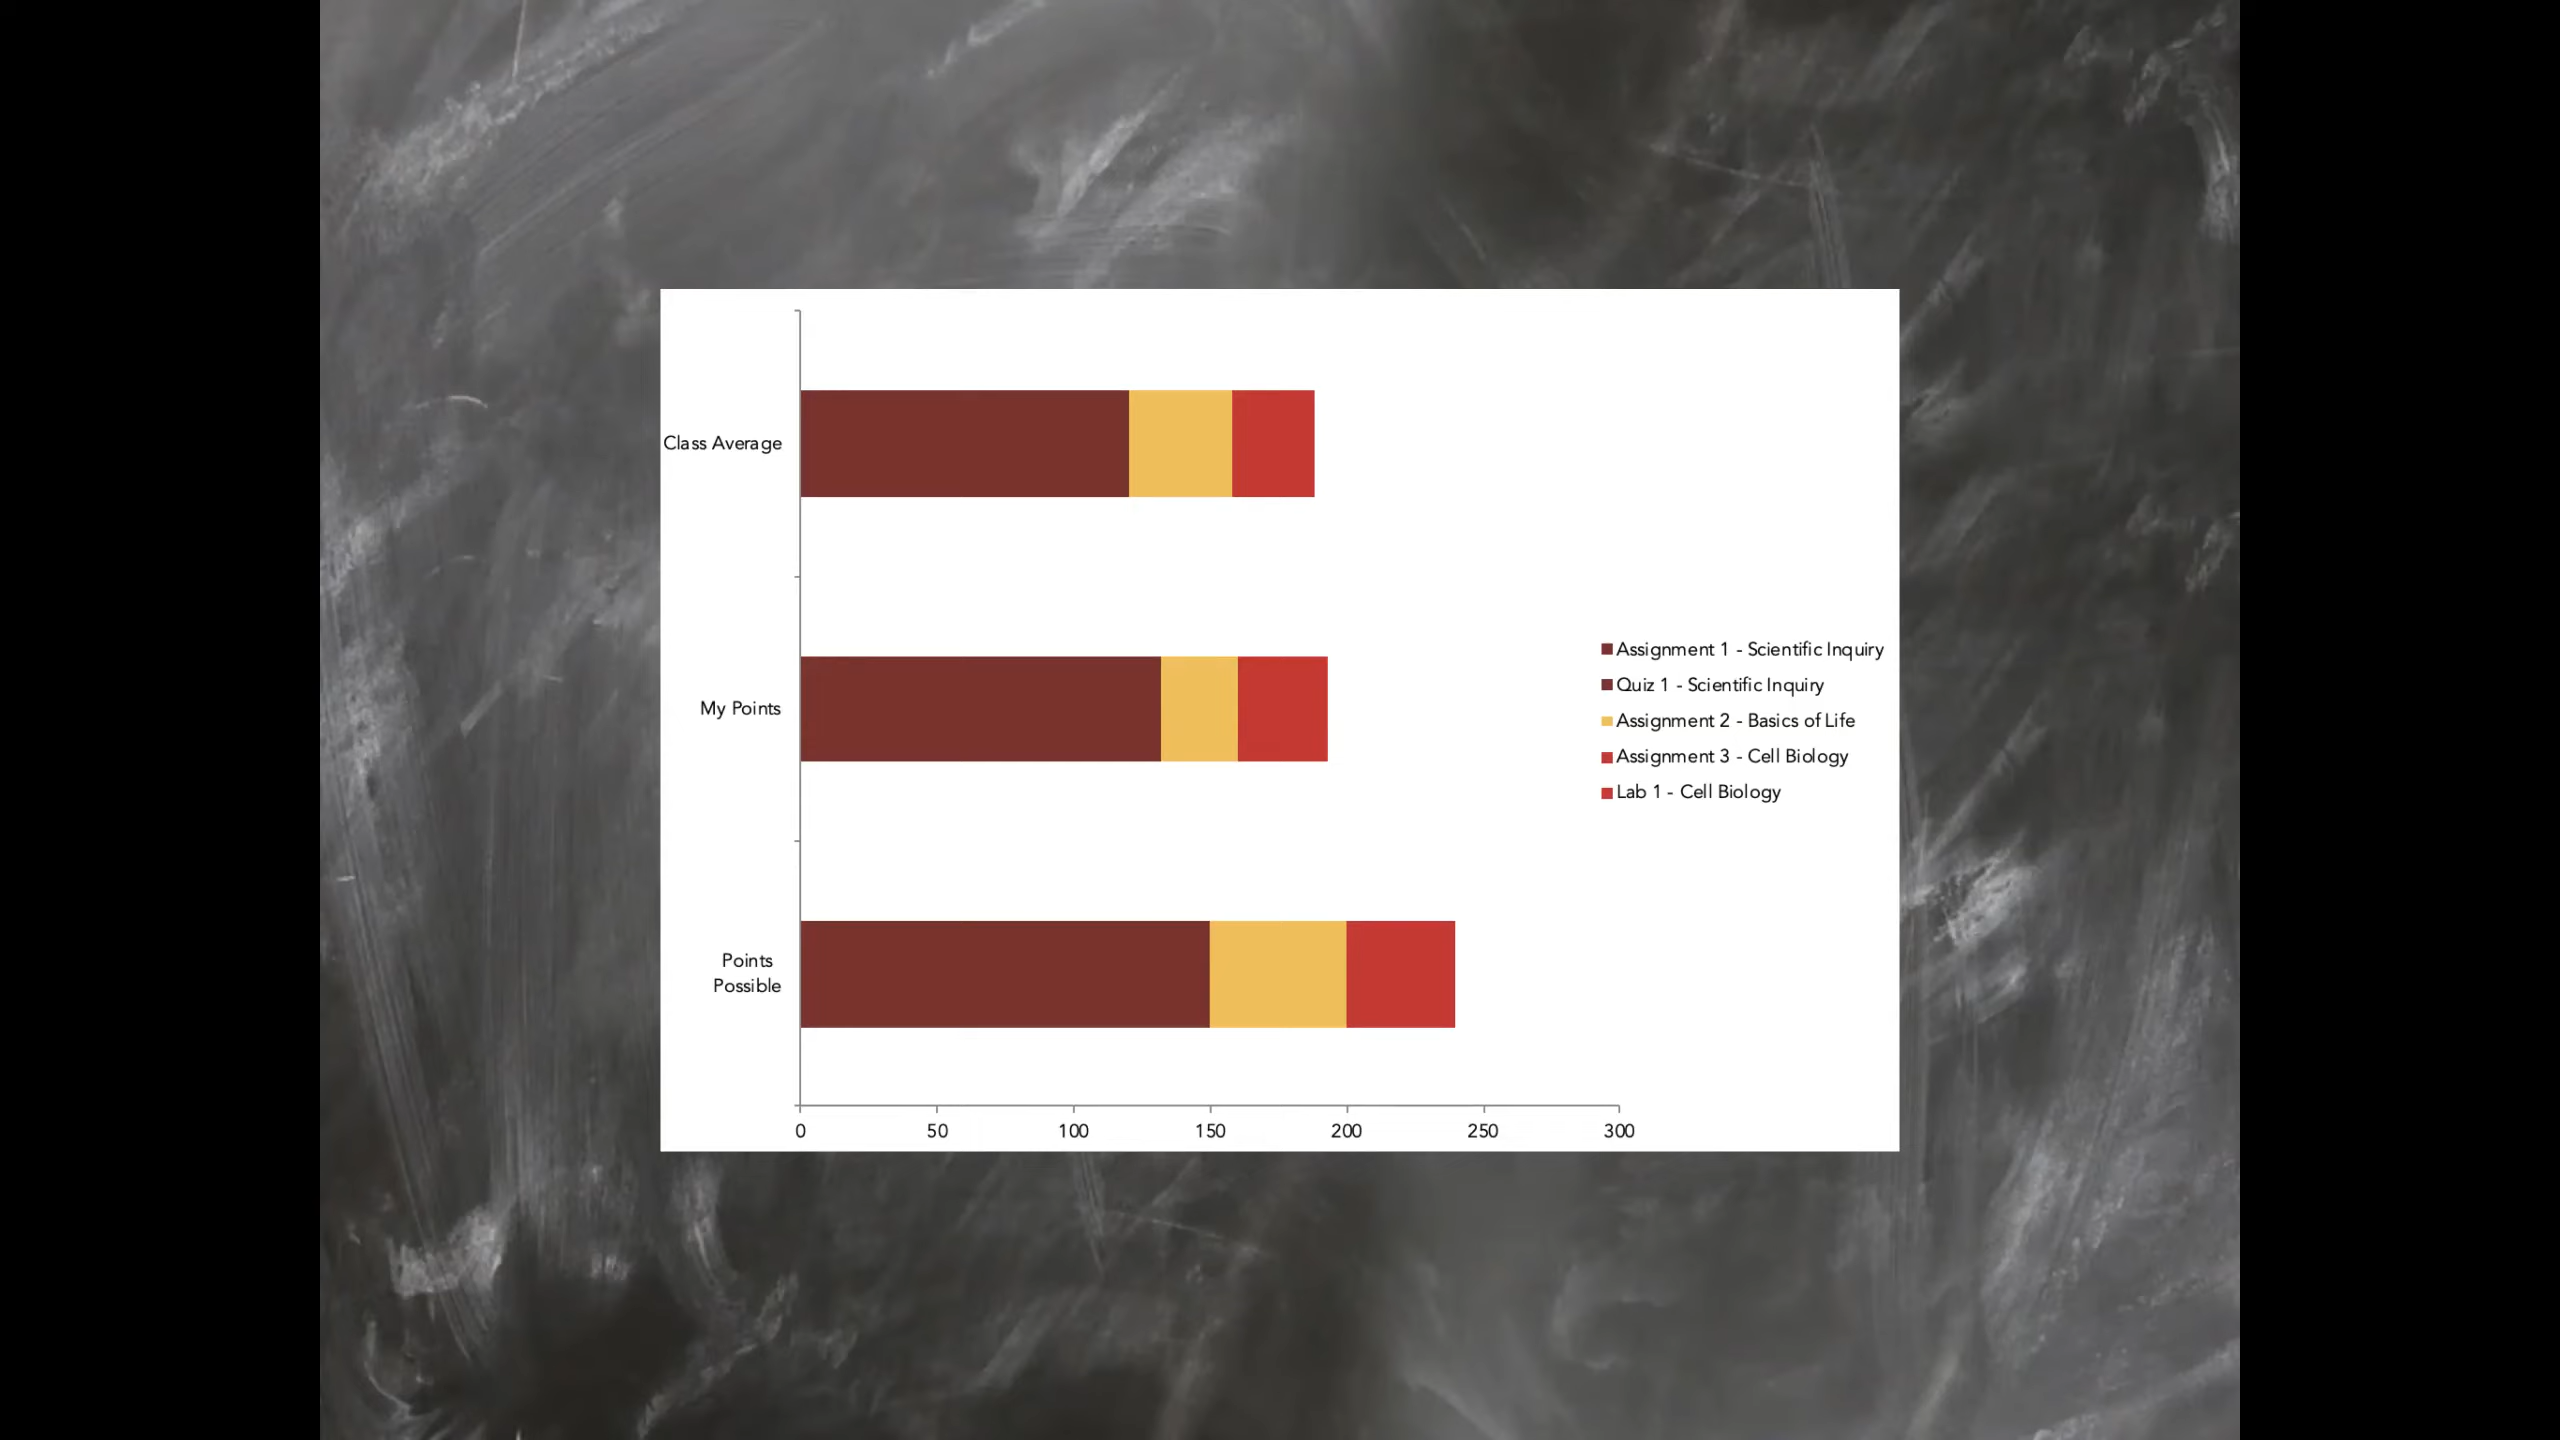 Class Average
My Points
Points
Possible
0 50 100 150 200 250 300
Assignment 1 - Scientific Inquiry
Quiz 1 - Scientific Inquiry
Assignment 2 - Basics of Life
Assignment 3 - Cell Biology
Lab 1 - Cell Biology